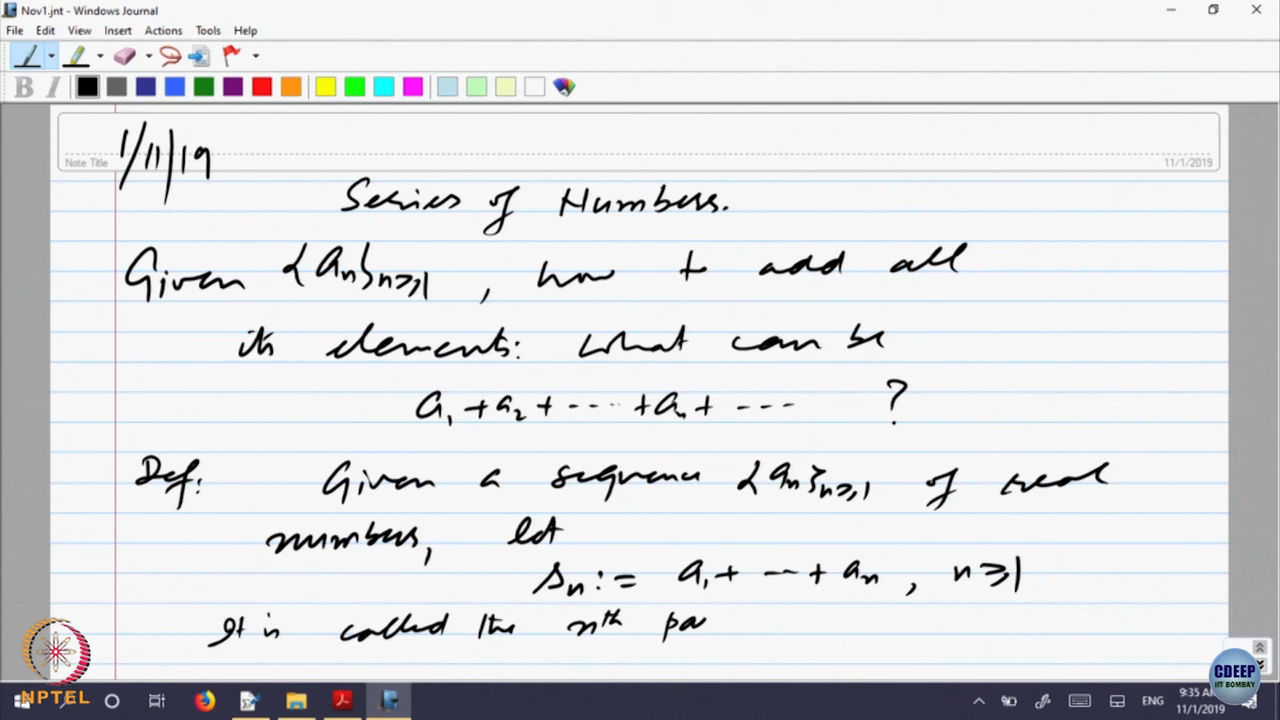 Nov1.jnt - Windows Journal
File Edit View Insert Actions Tools Help
B I
Note Title
11/1/2019
1/11/19
Series of Numbers.
Given {an}n≥1, how to add all
its elements: What can be
a1 + a2 + ---- + an + --- ?
Def: Given a sequence {an}n≥1 of real
numbers, let
sn := a1 + --- + an, n≥1
It is called the nth pa
NPTEL
CDEEP
IIT BOMBAY
ENG
9:35 AM
11/1/2019